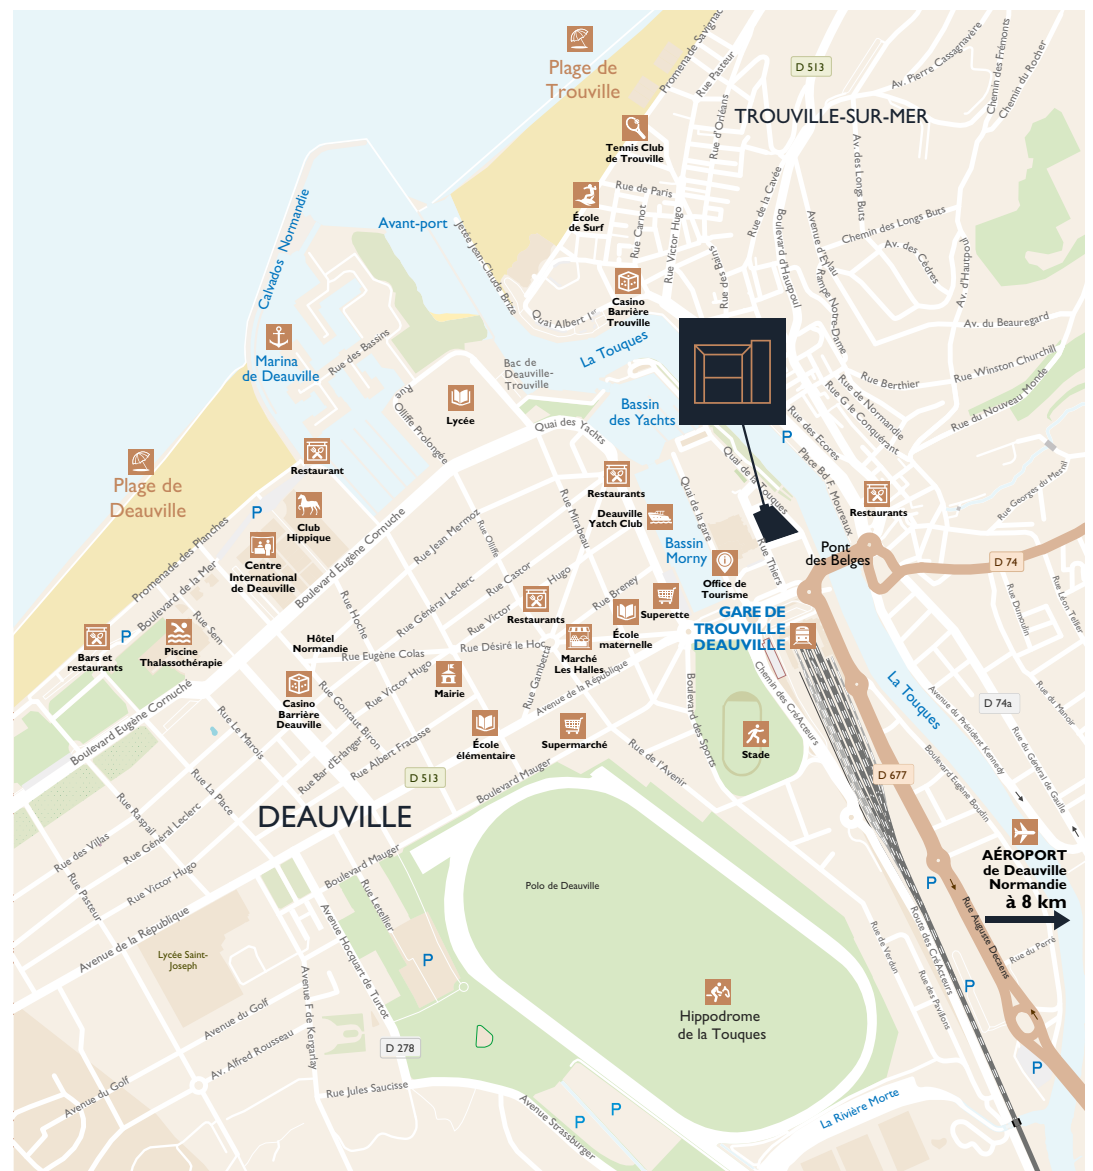 Plage de
Trouville
Promenade Savignac
Rue Pasteur
D 513
Av. Pierre Cassagnavère
Chemin des Frémonts
Chemin du Rocher
TROUVILLE-SUR-MER
Rue d'Orléans
Tennis Club
de Trouville
Av. des Longs Buts
Rue de la Cavée
Rue de Paris
École
de Surf
Rue Carnot
Rue Victor Hugo
Boulevard d'Hautpoul
Avenue d'Eylau
Chemin des Longs Buts
Av. des Cèdres
Av. d'Hautpoul
Calvados Normandie
Avant-port
Jetée Jean-Claude Brize
Rue des Bains
Rampe Notre-Dame
Casino
Barrière
Trouville
Quai Albert 1er
La Touques
Av. du Beauregard
Marina
de Deauville
Rue des Bassins
Bac de
Deauville-
Trouville
Rue Winston Churchill
Rue Berthier
Rue de Normandie
Rue G le Conquérant
Rue du Nouveau Monde
Rue Olliffe Prolongée
Lycée
Bassin
des Yachts
Quai des Yachts
P
Rue des Ecores
Place Bd F. Moureaux
Restaurant
Plage de
Deauville
Restaurants
Quai de la Touques
Quai de la gare
Restaurants
Rue Georges du Mesnil
P
Club
Hippique
Rue Mirabeau
Deauville
Yatch Club
Promenade des Planches
Boulevard de la Mer
Boulevard Eugène Cornuche
Rue Jean Mermoz
Rue Olliffe
Bassin
Morny
Rue Thiers
Pont
des Belges
D 74
Centre
International
de Deauville
Office de
Tourisme
Rue Castor
Hugo
Rue Victor
Rue Général Leclerc
Rue Breney
Rue Hoche
Restaurants
Superette
École
maternelle
GARE DE
TROUVILLE
DEAUVILLE
Rue Dumoulin
Rue Léon Teller
Rue Sem
P
Bars et
restaurants
Piscine
Thalassothérapie
Hôtel
Normandie
Rue Eugène Colas
Rue Désiré le Hoc
Marché
Les Halles
Rue Gambetta
Avenue de la République
Rue Victor Hugo
Mairie
Casino
Barrière
Deauville
Rue Gontaut Biron
Boulevard Eugène Cornuché
Rue Le Marois
Boulevard des Sports
Chemin des CréActeurs
La Touques
Avenue du Président Kennedy
D 74a
Rue du Manoir
École
élémentaire
Supermarché
Stade
Rue Bar d'Erlanger
Rue Albert Fracasse
Rue de l'Avenir
Boulevard Eugène Boudin
Rue du Général de Gaulle
D 513
D 677
Boulevard Mauger
Rue La Place
Rue Raspail
Rue Général Leclerc
DEAUVILLE
Rue des Villas
Rue Victor Hugo
Rue Pasteur
Boulevard Mauger
AÉROPORT
de Deauville
Normandie
à 8 km
Polo de Deauville
P
Rue Letellier
Avenue Hocquart de Turtot
Avenue de la République
Lycée Saint-
Joseph
P
Rue Auguste Decaens
Route des CréActeurs
Rue de Verdun
Rue du Perré
Rue des Pavillons
P
Avenue F de Kergarlay
Avenue du Golf
Hippodrome
de la Touques
Av. Alfred Rousseau
D 278
Avenue du Golf
Rue Jules Saucisse
P
La Rivière Morte
P
P
Avenue Strassburger